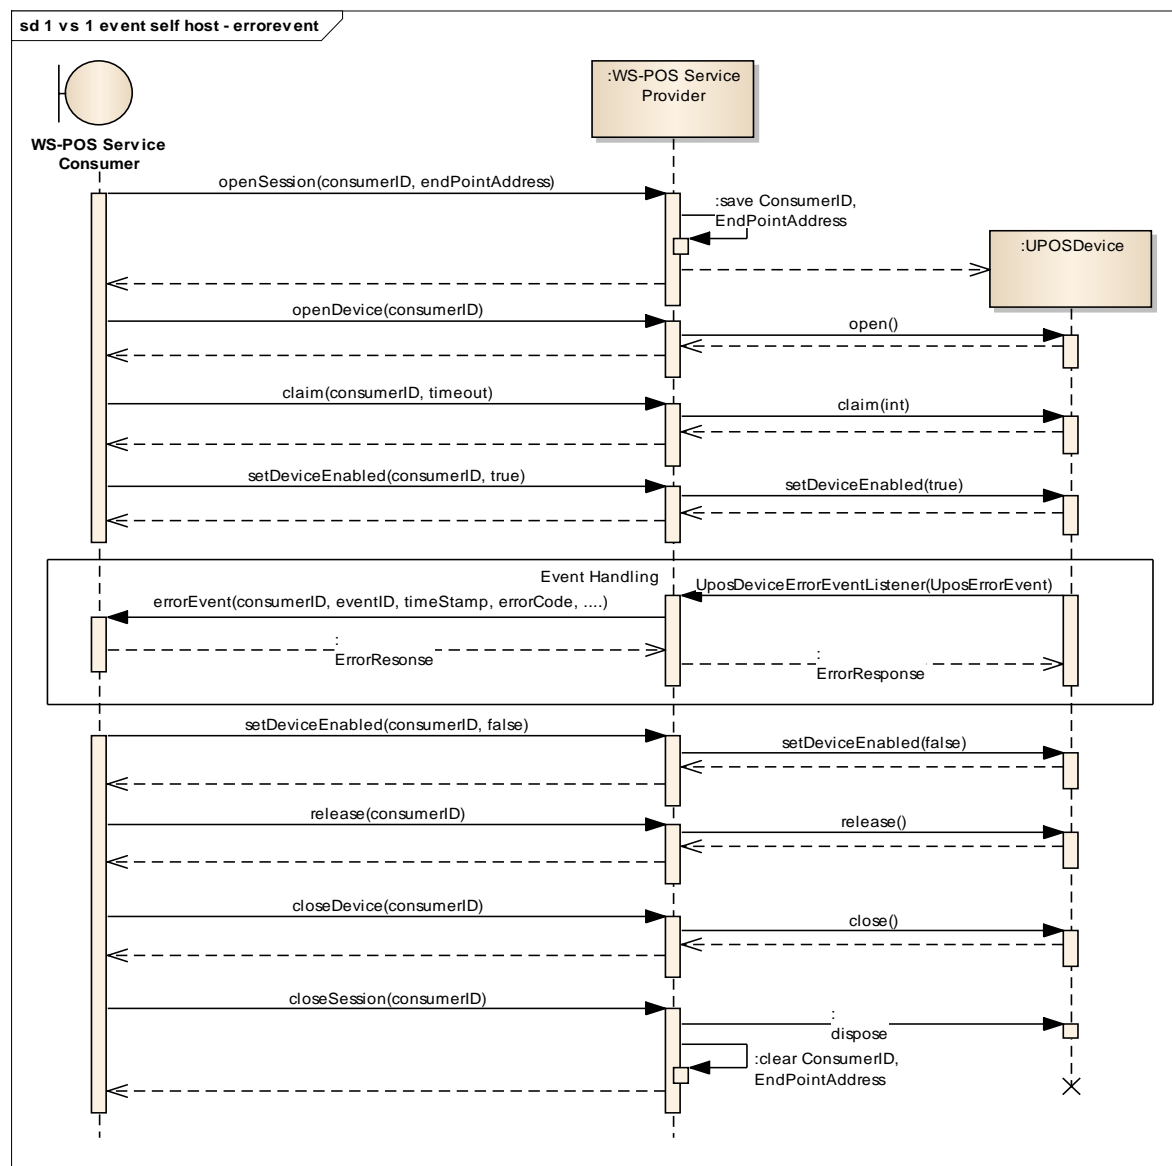 sd 1 vs 1 event self host - errorevent
:WS-POS Service
Provider
WS-POS Service
Consumer
openSession(consumerID, endPointAddress)
:save ConsumerID,
EndPointAddress
:UPOSDevice
openDevice(consumerID)
open()
claim(consumerID, timeout)
claim(int)
setDeviceEnabled(consumerID, true)
setDeviceEnabled(true)
Event Handling
UposDeviceErrorEventListener(UposErrorEvent)
errorEvent(consumerID, eventID, timeStamp, errorCode, ....)
:
ErrorResonse
:
ErrorResponse
setDeviceEnabled(consumerID, false)
setDeviceEnabled(false)
release(consumerID)
release()
closeDevice(consumerID)
close()
closeSession(consumerID)
:
dispose
:clear ConsumerID,
EndPointAddress